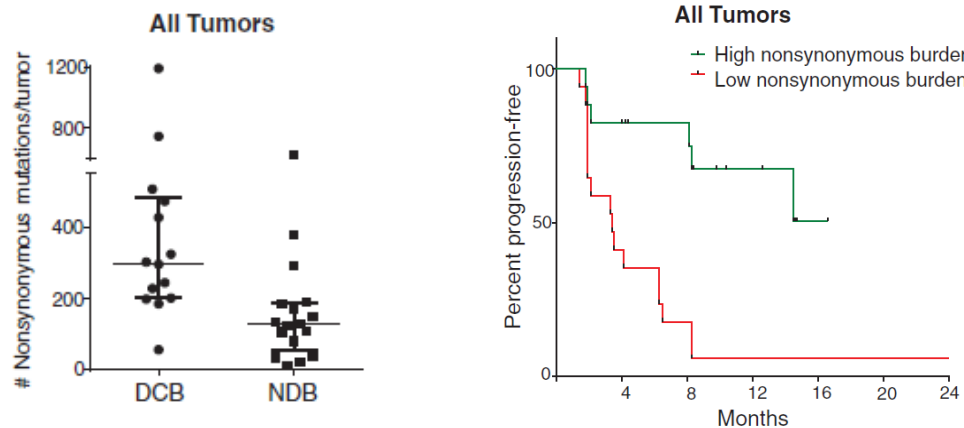 All Tumors
# Nonsynonymous mutations/tumor
1200
800
400
200
0
DCB
NDB
All Tumors
High nonsynonymous burden
Low nonsynonymous burden
Percent progression-free
100
50
0
4
8
12
16
20
24
Months